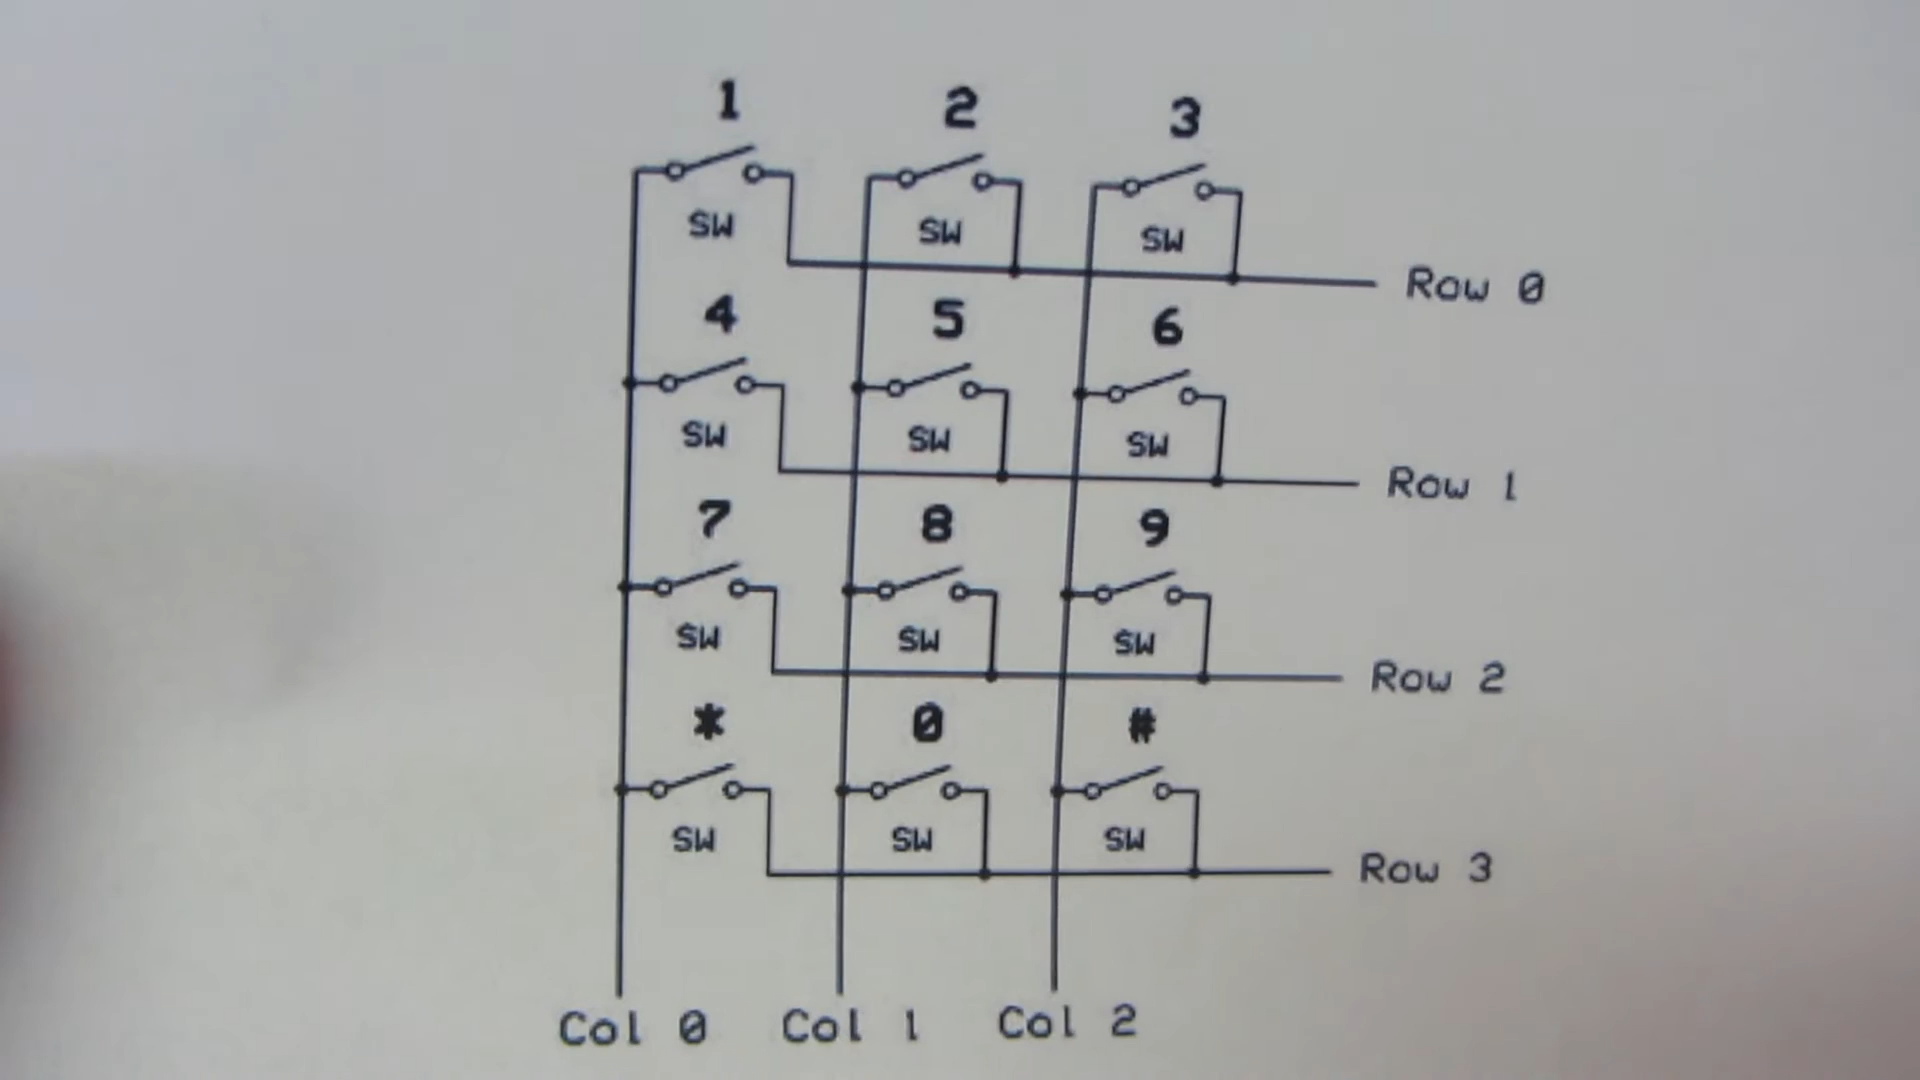 1 2 3
SW SW SW
Row 0
4 5 6
SW SW SW
Row 1
7 8 9
SW SW SW
Row 2
* 0 #
SW SW SW
Row 3
Col 0 Col 1 Col 2